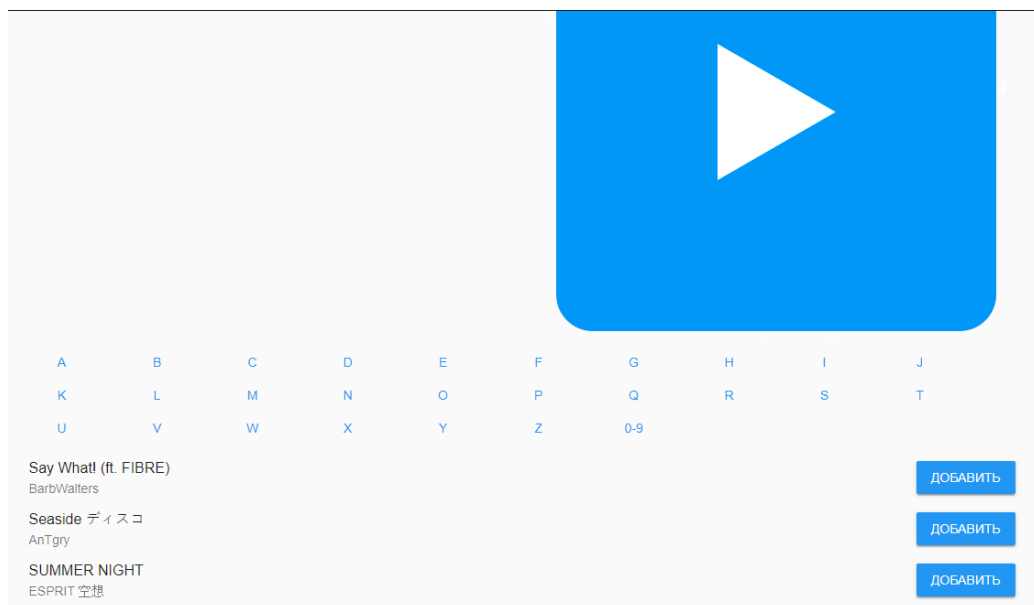 A B C D E F G H I J
K L M N O P Q R S T
U V W X Y Z 0-9
Say What! (ft. FIBRE)
ДОБАВИТЬ
BarbWalters
Seaside ディスコ
ДОБАВИТЬ
AnTgry
SUMMER NIGHT
ДОБАВИТЬ
ESPRIT 空想